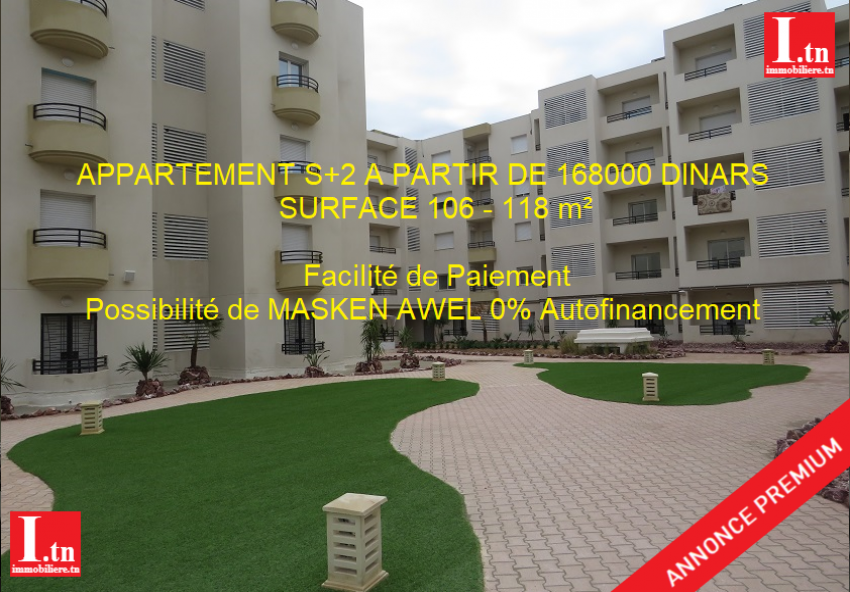 I.tn
immobiliere.tn
APPARTEMENT S+2 A PARTIR DE 168000 DINARS
SURFACE 106 - 118 m²
Facilité de Paiement
Possibilité de MASKEN AWEL 0% Autofinancement
ANNONCE PREMIUM
I.tn
immobiliere.tn